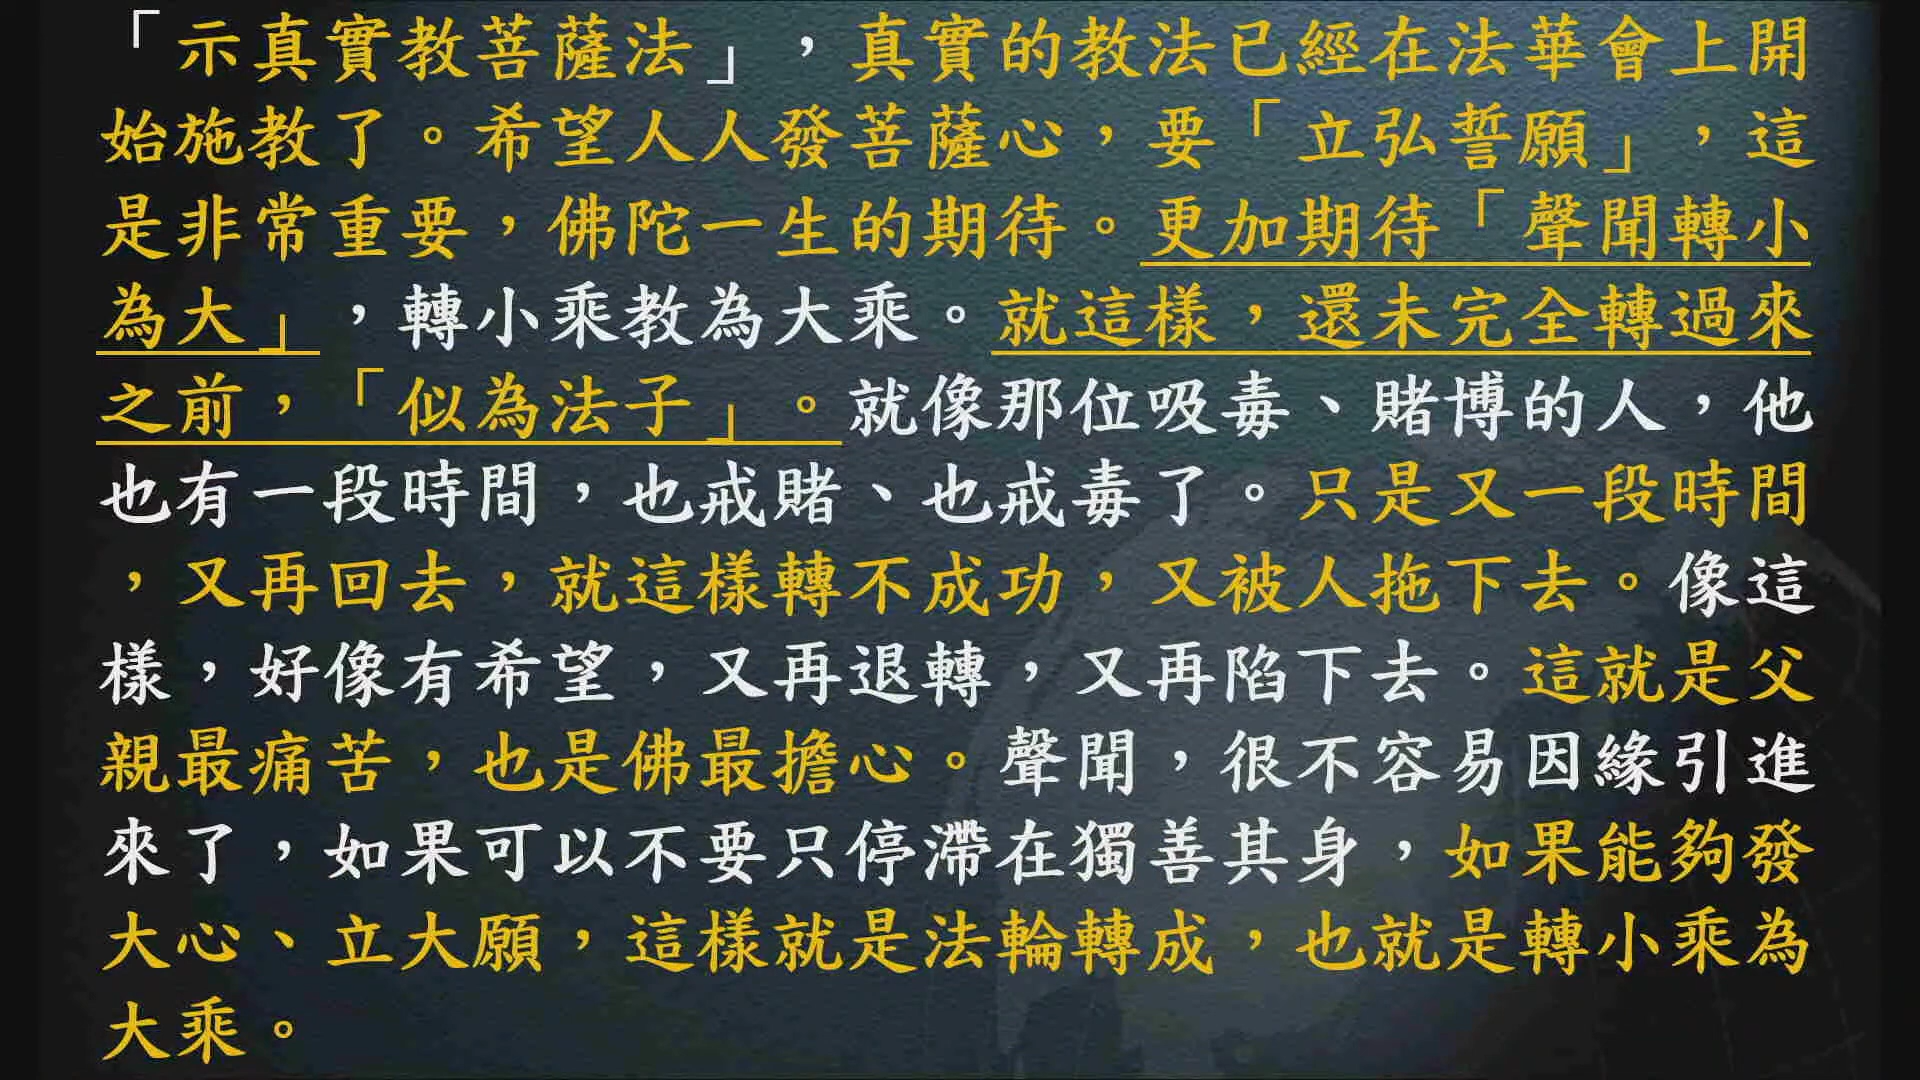 「示真實教菩薩法」，真實的教法已經在法華會上開
始施教了。希望人人發菩薩心，要「立弘誓願」，這
是非常重要，佛陀一生的期待。更加期待「聲聞轉小
為大」，轉小乘教為大乘。就這樣，還未完全轉過來
之前，「似為法子」。就像那位吸毒、賭博的人，他
也有一段時間，也戒賭、也戒毒了。只是又一段時間
，又再回去，就這樣轉不成功，又被人拖下去。像這
樣，好像有希望，又再退轉，又再陷下去。這就是父
親最痛苦，也是佛最擔心。聲聞，很不容易因緣引進
來了，如果可以不要只停滯在獨善其身，如果能夠發
大心、立大願，這樣就是法輪轉成，也就是轉小乘為
大乘。